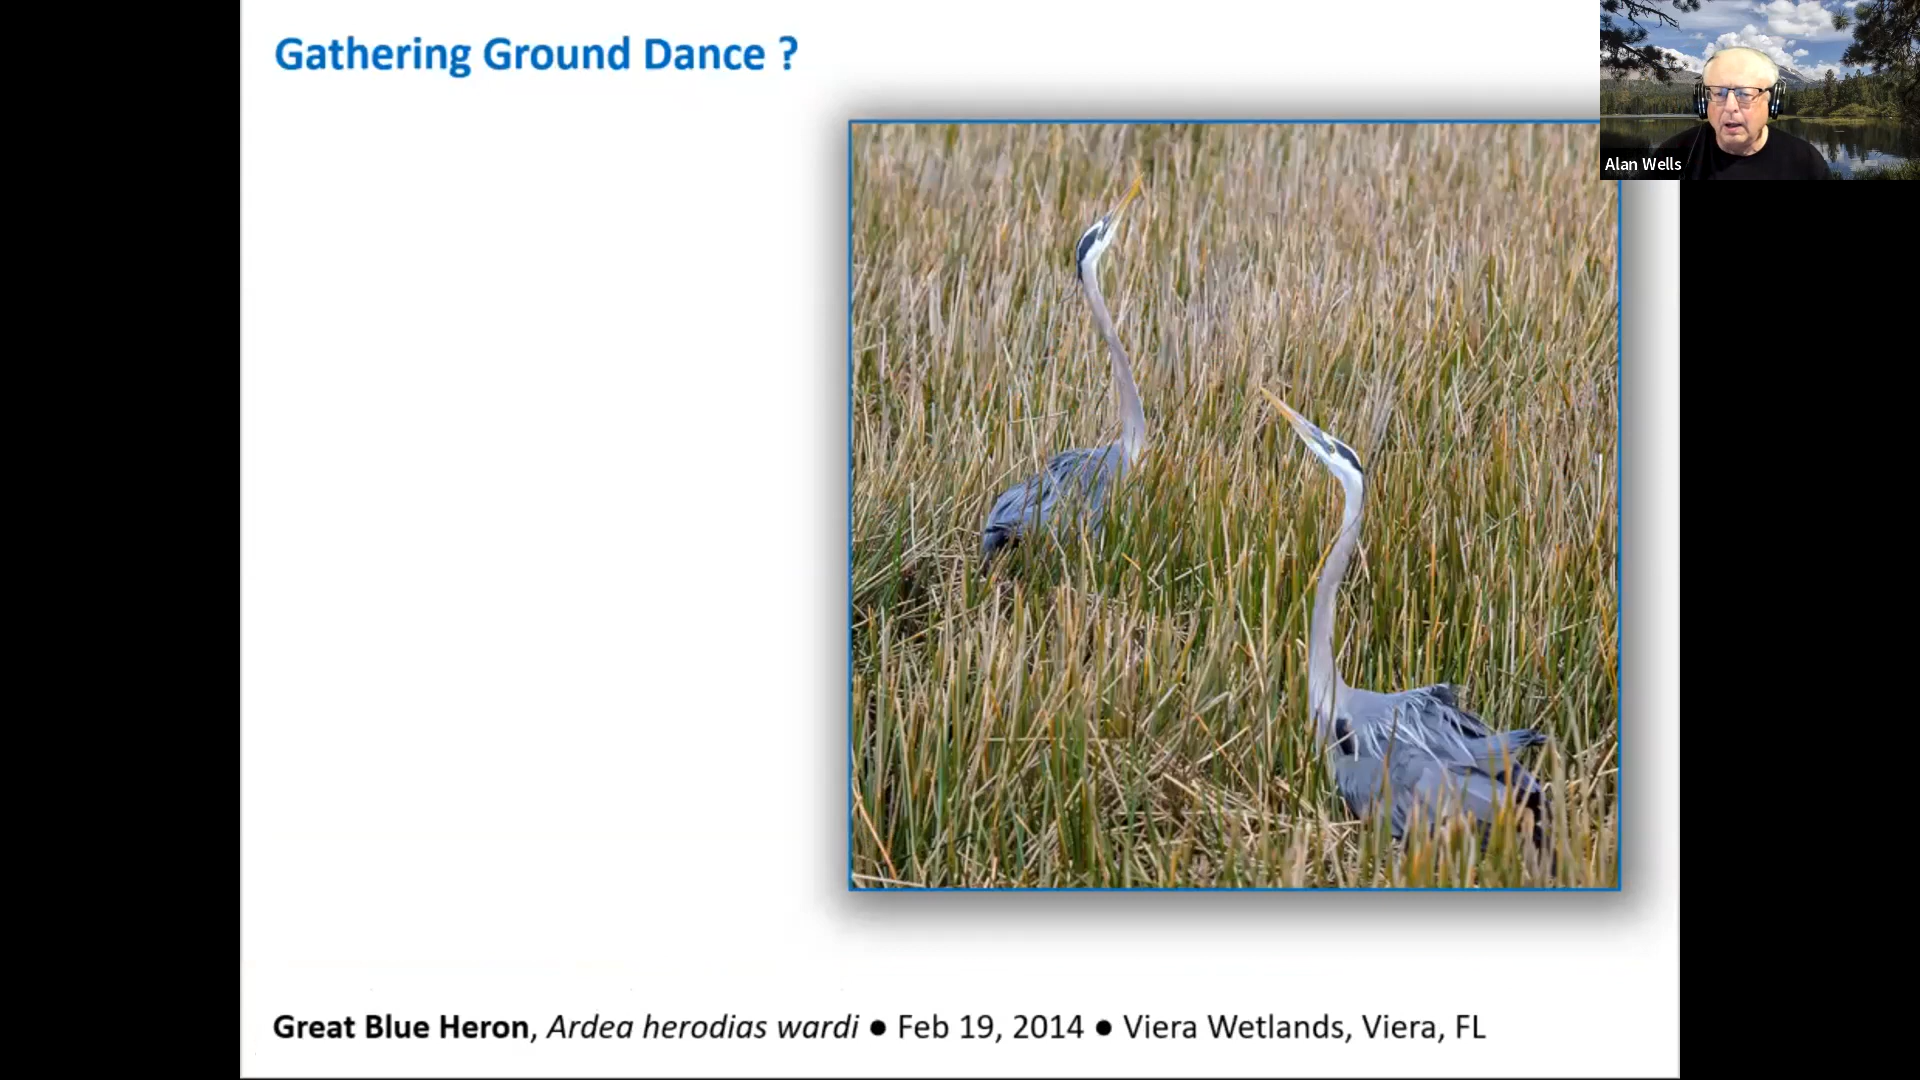 Gathering Ground Dance ?
Alan Wells
Great Blue Heron, Ardea herodias wardi ● Feb 19, 2014 ● Viera Wetlands, Viera, FL